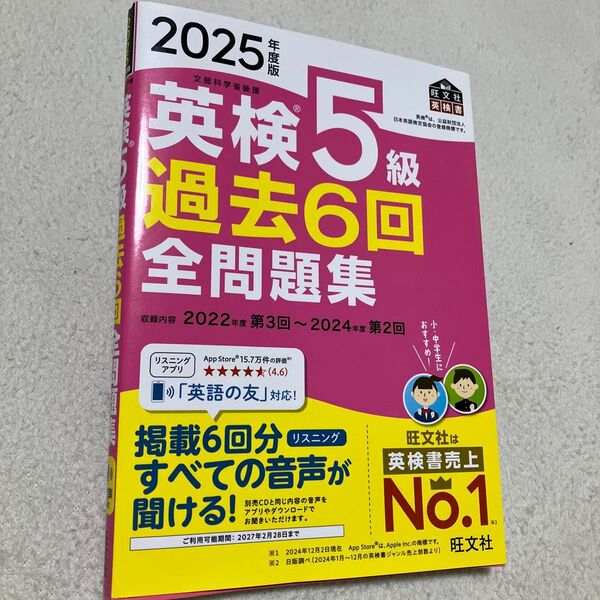 2025年度版
文部科学省後援
旺文社
英検書
英検®は、公益財団法人
日本英語検定協会の登録商標です。
英検®5級
過去6回
全問題集
収録内容 2022年度 第3回～2024年度 第2回
リスニング
アプリ
App Store® 15.7万件の評価※1
★★★★★(4.6)
「英語の友」対応!
小・中学生に
おすすめ!
掲載6回分 リスニング
すべての音声が
聞ける!
別売CDと同じ内容の音声を
アプリやダウンロードで
お聞きいただけます。
ご利用可能期間:2027年2月28日まで
旺文社は
英検書売上
No.1※2
※1 2024年12月2日現在 App Store®は、Apple Inc.の商標です。
※2 日販調べ(2024年1月～12月の英検書ジャンル売上部数より)
旺文社
英検®5級 過去6回 全問題集